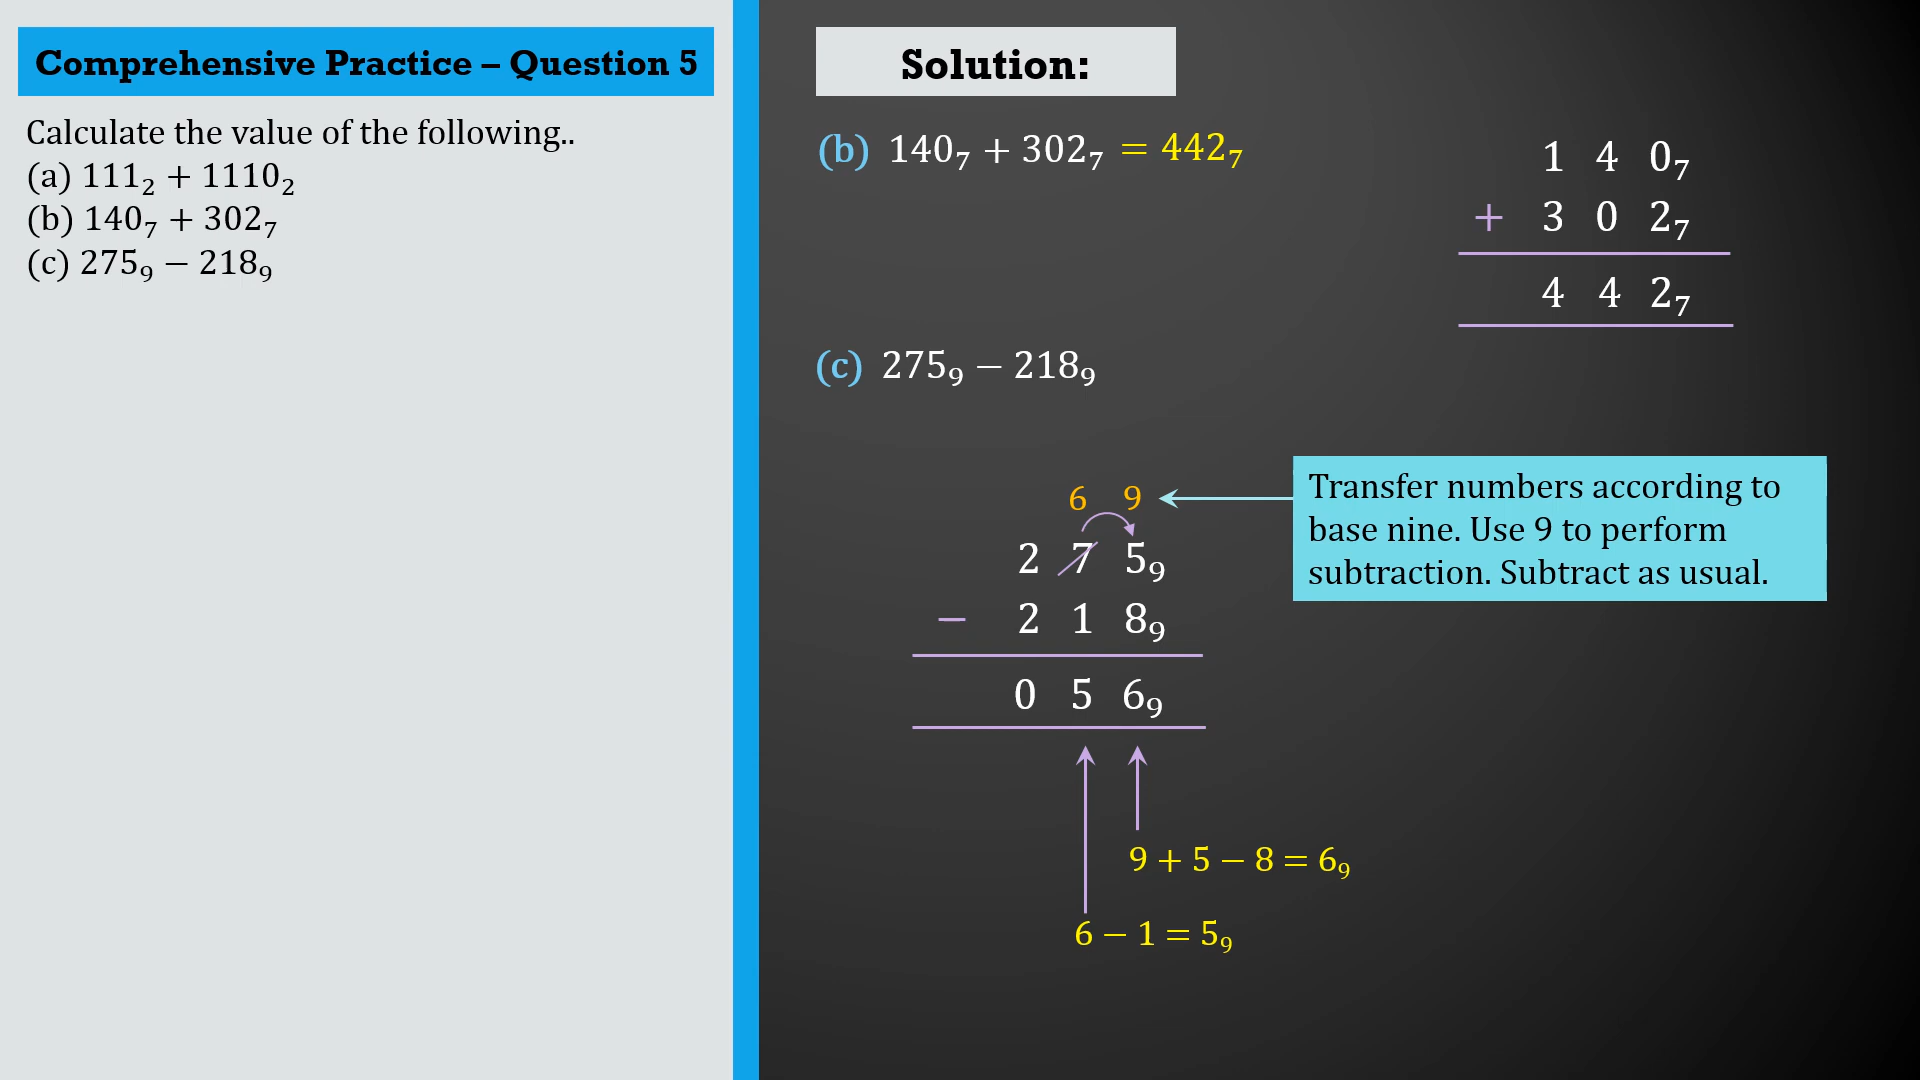 Comprehensive Practice – Question 5
Calculate the value of the following..
(a) 111₂ + 1110₂
(b) 140₇ + 302₇
(c) 275₉ − 218₉
Solution:
(b) 140₇ + 302₇ = 442₇
1 4 0₇
+ 3 0 2₇
4 4 2₇
(c) 275₉ − 218₉
6 9
2 7 5₉
− 2 1 8₉
0 5 6₉
Transfer numbers according to
base nine. Use 9 to perform
subtraction. Subtract as usual.
9 + 5 − 8 = 6₉
6 − 1 = 5₉